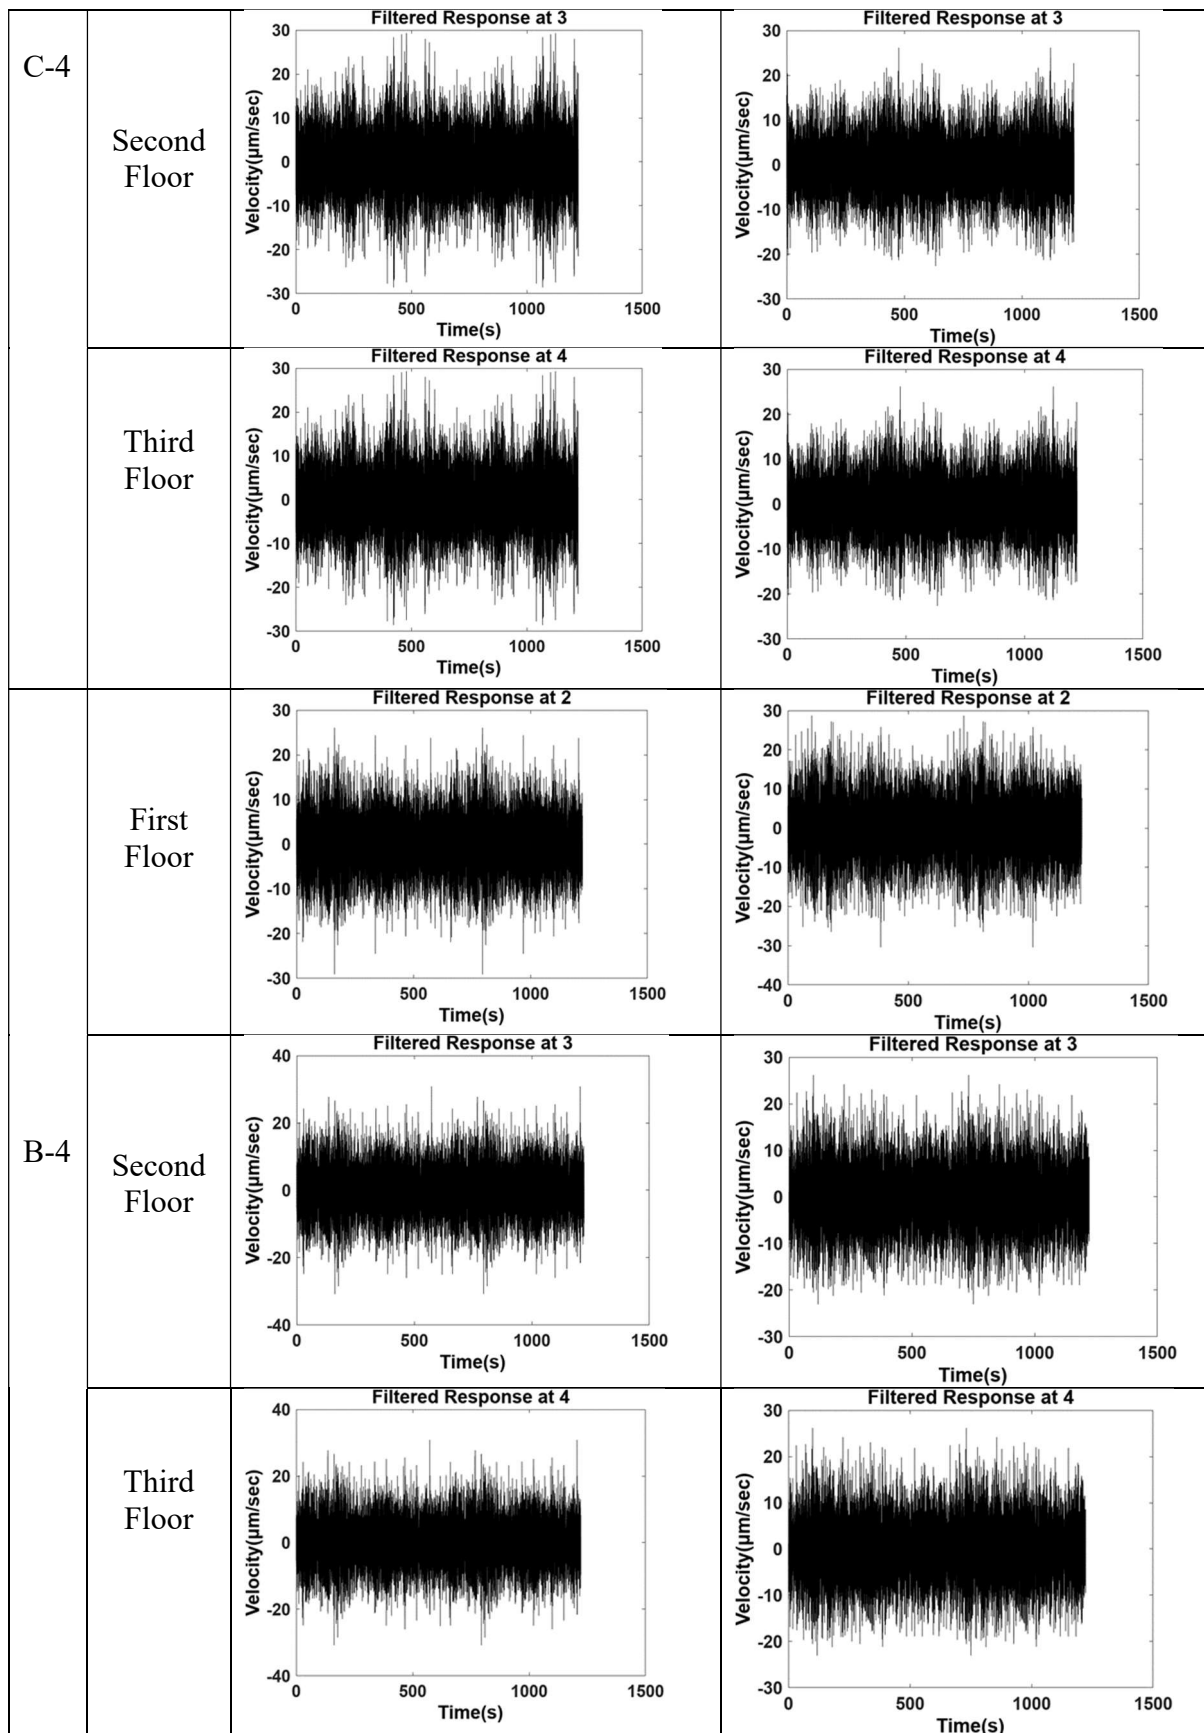 C-4
Second
Floor
Filtered Response at 3
Velocity(µm/sec)
30
20
10
0
-10
-20
-30
0 500 1000 1500
Time(s)
Filtered Response at 3
Velocity(µm/sec)
30
20
10
0
-10
-20
-30
0 500 1000 1500
Time(s)
Third
Floor
Filtered Response at 4
Velocity(µm/sec)
30
20
10
0
-10
-20
-30
0 500 1000 1500
Time(s)
Filtered Response at 4
Velocity(µm/sec)
30
20
10
0
-10
-20
-30
0 500 1000 1500
Time(s)
B-4
First
Floor
Filtered Response at 2
Velocity(µm/sec)
30
20
10
0
-10
-20
-30
0 500 1000 1500
Time(s)
Filtered Response at 2
Velocity(µm/sec)
30
20
10
0
-10
-20
-30
-40
0 500 1000 1500
Time(s)
Second
Floor
Filtered Response at 3
Velocity(µm/sec)
40
20
0
-20
-40
0 500 1000 1500
Time(s)
Filtered Response at 3
Velocity(µm/sec)
30
20
10
0
-10
-20
-30
0 500 1000 1500
Time(s)
Third
Floor
Filtered Response at 4
Velocity(µm/sec)
40
20
0
-20
-40
0 500 1000 1500
Time(s)
Filtered Response at 4
Velocity(µm/sec)
30
20
10
0
-10
-20
-30
0 500 1000 1500
Time(s)